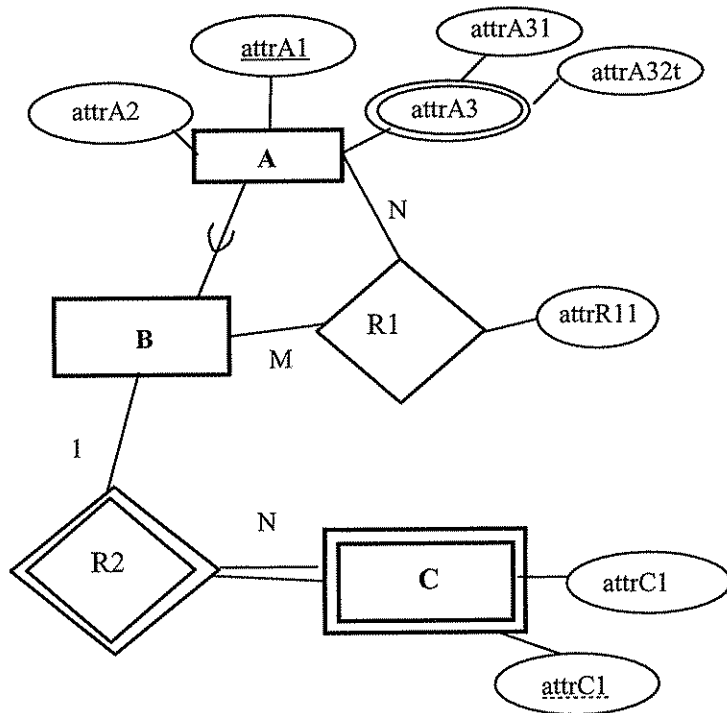 attrA31
attrA1
attrA32t
attrA2
attrA3
A
N
B
R1
attrR11
M
1
N
R2
C
attrC1
attrC1